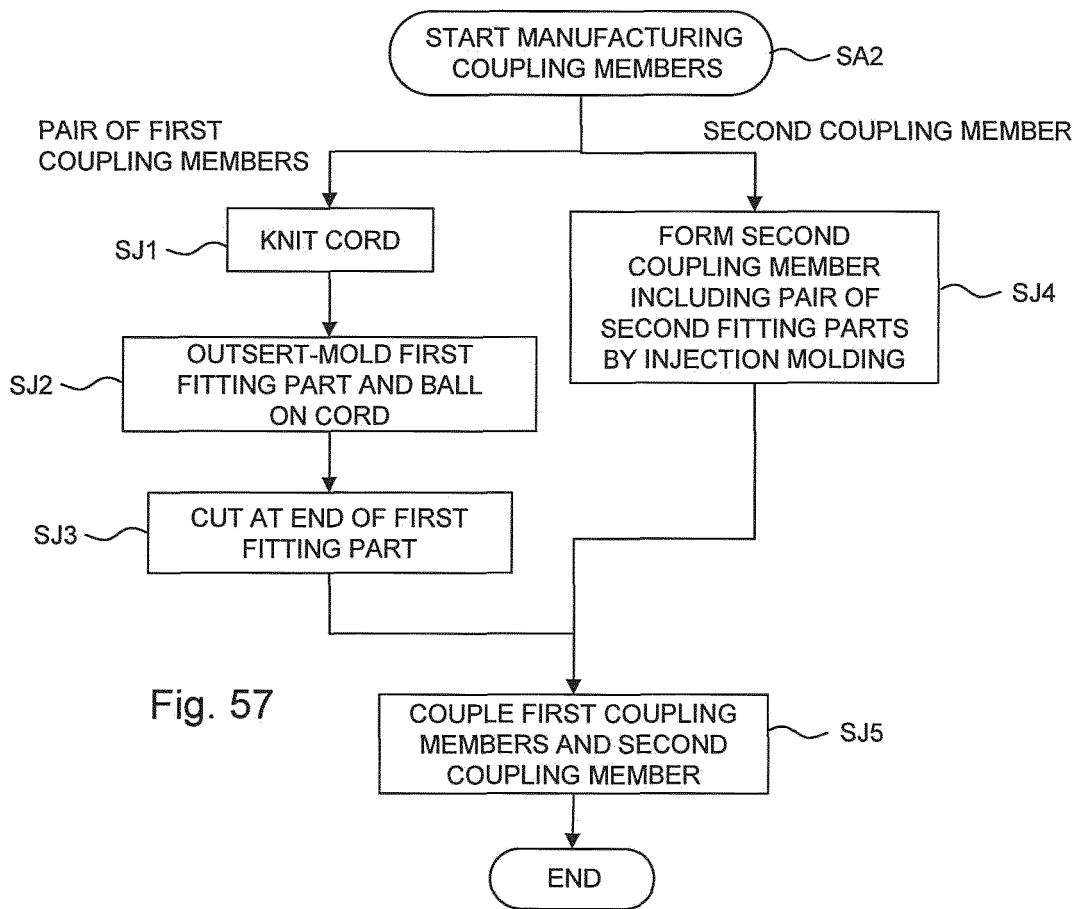 START MANUFACTURING
COUPLING MEMBERS
SA2
PAIR OF FIRST
COUPLING MEMBERS
SECOND COUPLING MEMBER
SJ1
KNIT CORD
FORM SECOND
COUPLING MEMBER
INCLUDING PAIR OF
SECOND FITTING PARTS
BY INJECTION MOLDING
SJ4
SJ2
OUTSERT-MOLD FIRST
FITTING PART AND BALL
ON CORD
SJ3
CUT AT END OF FIRST
FITTING PART
Fig. 57
COUPLE FIRST COUPLING
MEMBERS AND SECOND
COUPLING MEMBER
SJ5
END